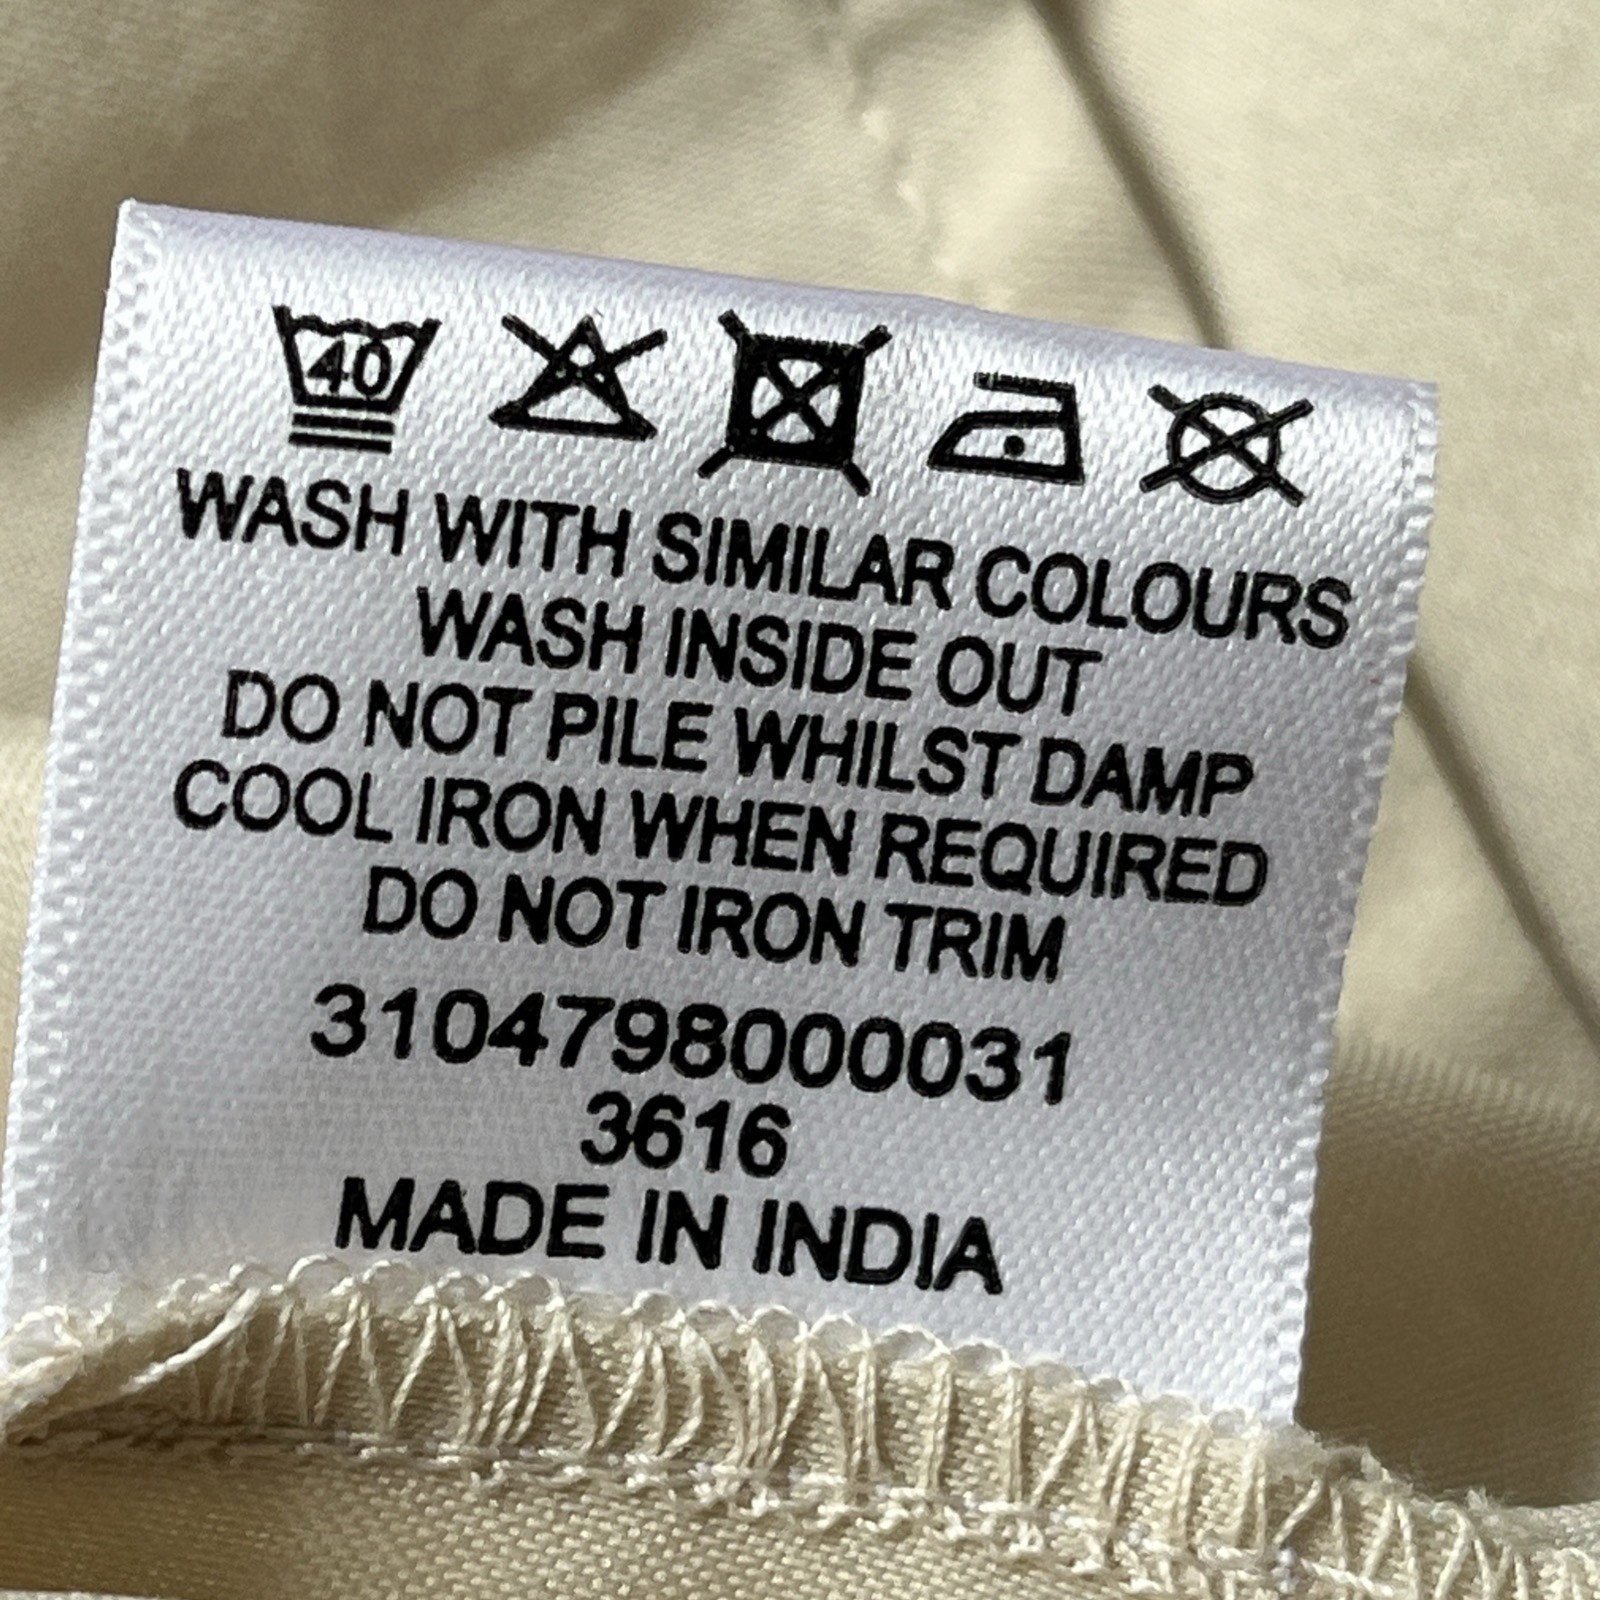 40
WASH WITH SIMILAR COLOURS
WASH INSIDE OUT
DO NOT PILE WHILST DAMP
COOL IRON WHEN REQUIRED
DO NOT IRON TRIM
3104798000031
3616
MADE IN INDIA